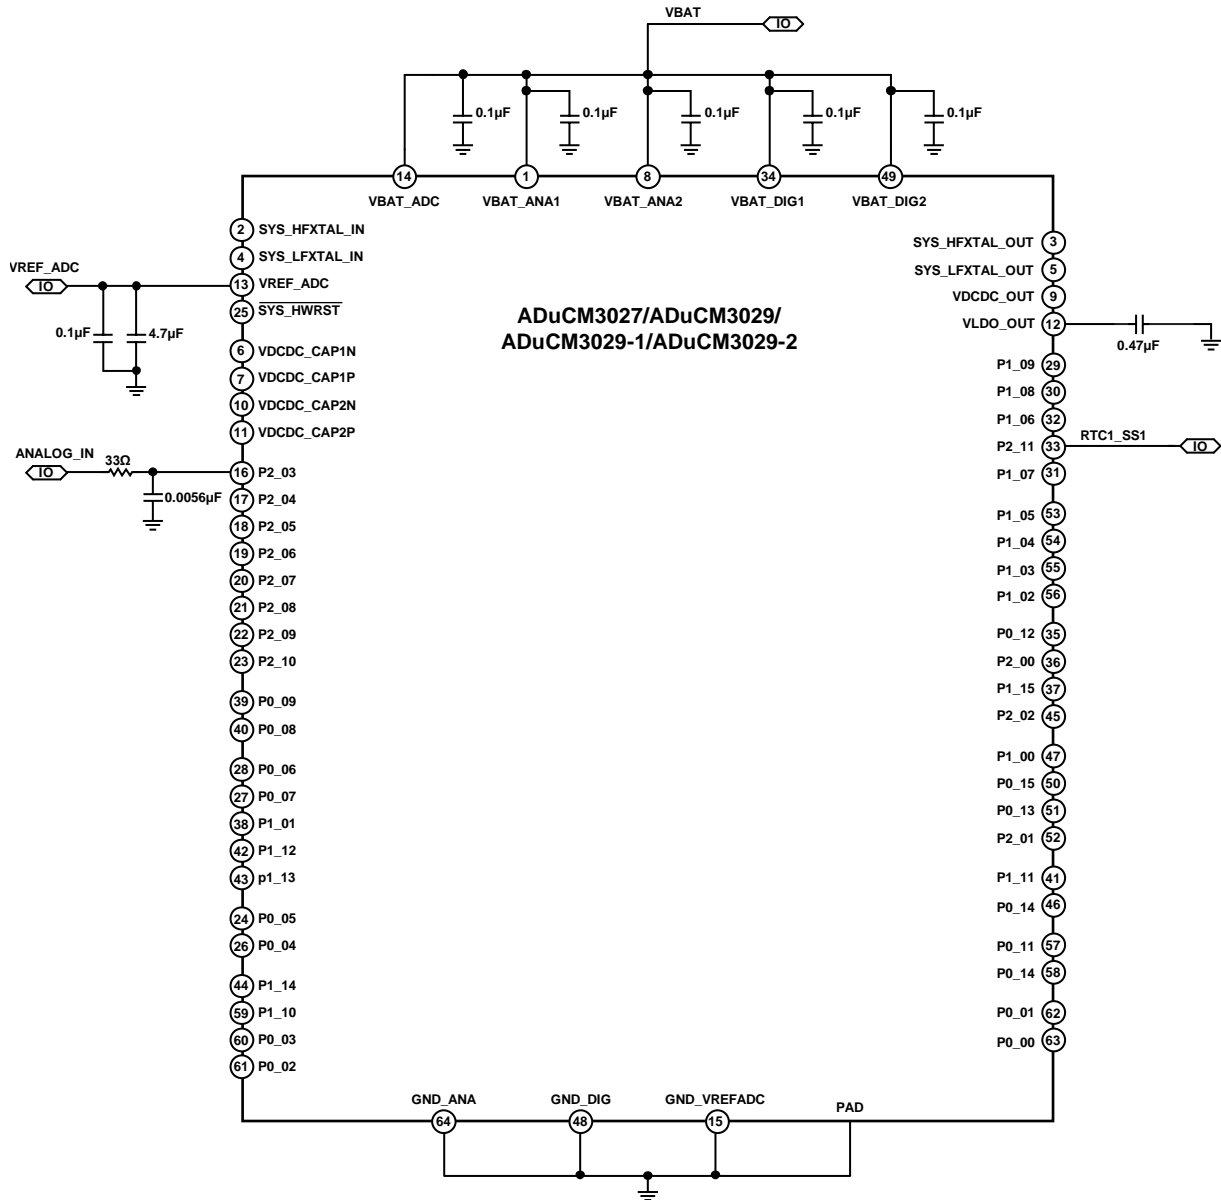 VBAT
IO
0.1µF
0.1µF
0.1µF
0.1µF
0.1µF
14
1
8
34
49
VBAT_ADC
VBAT_ANA1
VBAT_ANA2
VBAT_DIG1
VBAT_DIG2
ADuCM3027/ADuCM3029/
ADuCM3029-1/ADuCM3029-2
2 SYS_HFXTAL_IN
4 SYS_LFXTAL_IN
VREF_ADC
IO
13 VREF_ADC
25 SYS_HWRST
0.1µF
4.7µF
6 VDCDC_CAP1N
7 VDCDC_CAP1P
10 VDCDC_CAP2N
11 VDCDC_CAP2P
ANALOG_IN
IO
33Ω
0.0056µF
16 P2_03
17 P2_04
18 P2_05
19 P2_06
20 P2_07
21 P2_08
22 P2_09
23 P2_10
39 P0_09
40 P0_08
28 P0_06
27 P0_07
38 P1_01
42 P1_12
43 p1_13
24 P0_05
26 P0_04
44 P1_14
59 P1_10
60 P0_03
61 P0_02
SYS_HFXTAL_OUT 3
SYS_LFXTAL_OUT 5
VDCDC_OUT 9
VLDO_OUT 12
0.47µF
P1_09 29
P1_08 30
P1_06 32
P2_11 33
RTC1_SS1
IO
P1_07 31
P1_05 53
P1_04 54
P1_03 55
P1_02 56
P0_12 35
P2_00 36
P1_15 37
P2_02 45
P1_00 47
P0_15 50
P0_13 51
P2_01 52
P1_11 41
P0_14 46
P0_11 57
P0_14 58
P0_01 62
P0_00 63
GND_ANA
GND_DIG
GND_VREFADC
PAD
64
48
15